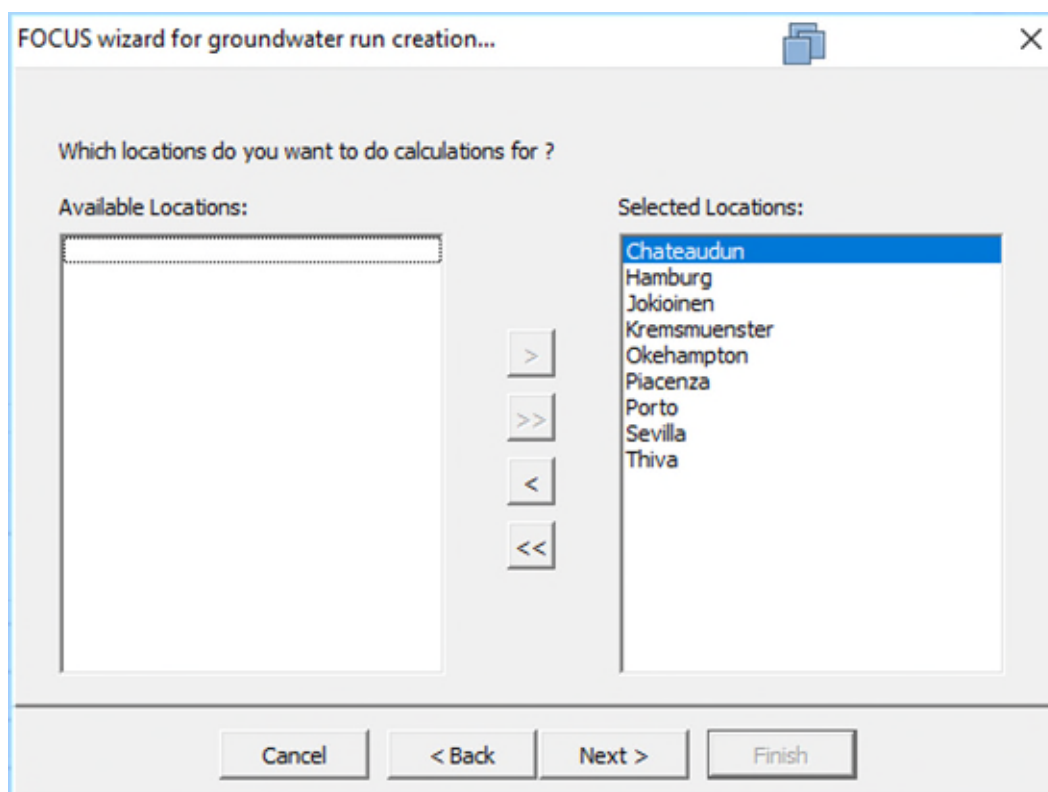 FOCUS wizard for groundwater run creation...
Which locations do you want to do calculations for ?
Available Locations:
Selected Locations:
Chateaudun
Hamburg
Jokioinen
Kremsmuenster
Okehampton
Piacenza
Porto
Sevilla
Thiva
>
>>
<
<<
Cancel
< Back
Next >
Finish